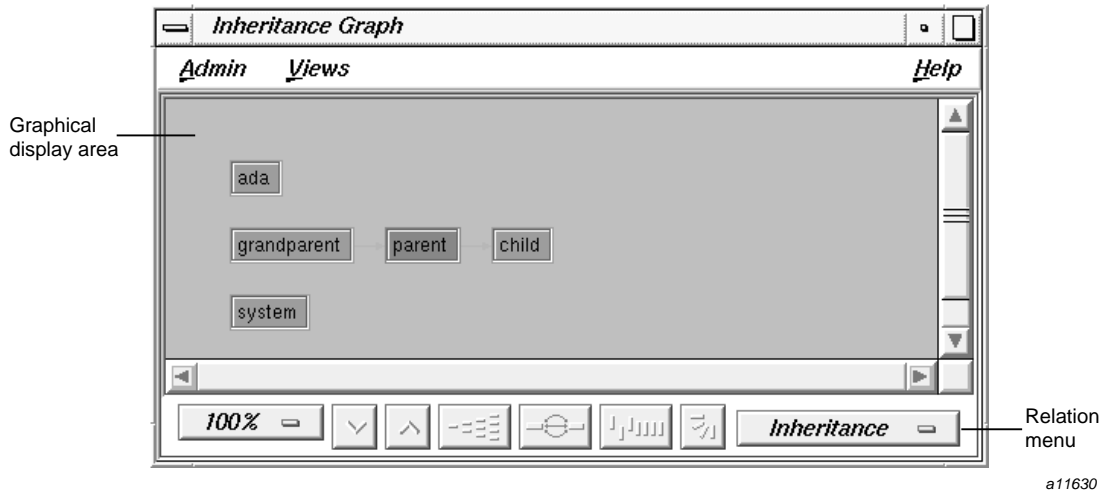 Inheritance Graph
Admin Views Help
Graphical
display area
ada
grandparent parent child
system
100% Inheritance
Relation
menu
a11630